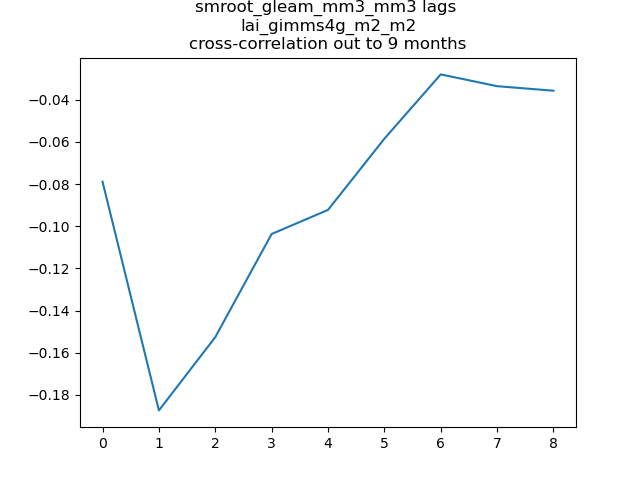 smroot_gleam_mm3_mm3 lags
lai_gimms4g_m2_m2
cross-correlation out to 9 months
−0.04
−0.06
−0.08
−0.10
−0.12
−0.14
−0.16
−0.18
0 1 2 3 4 5 6 7 8